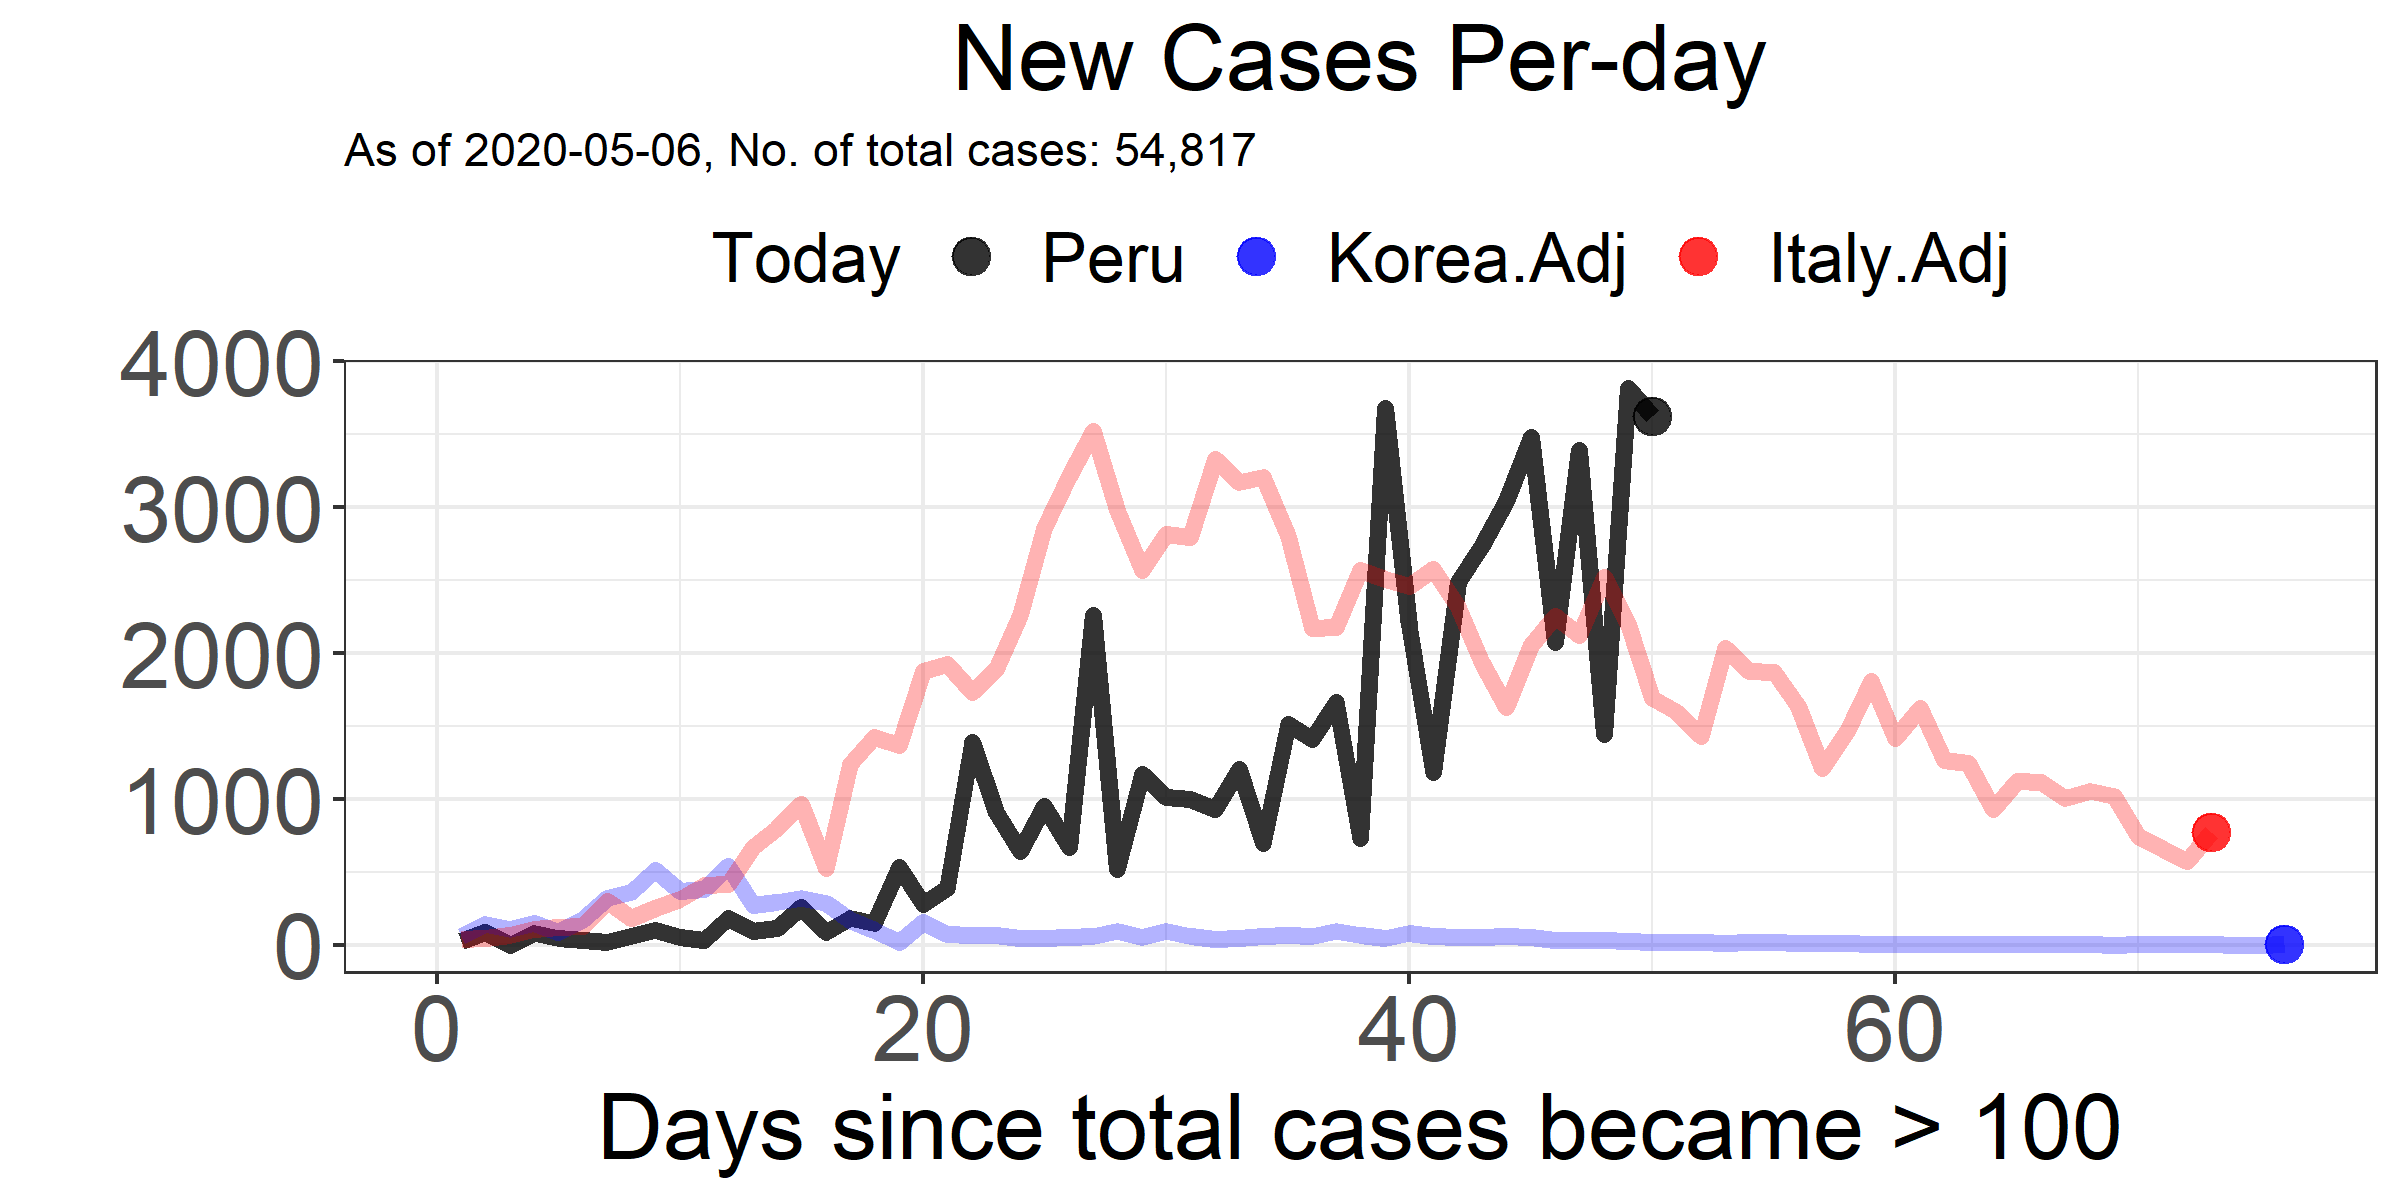 New Cases Per-day
As of 2020-05-06, No. of total cases: 54,817
Today Peru Korea.Adj Italy.Adj
4000
3000
2000
1000
0
0 20 40 60
Days since total cases became > 100